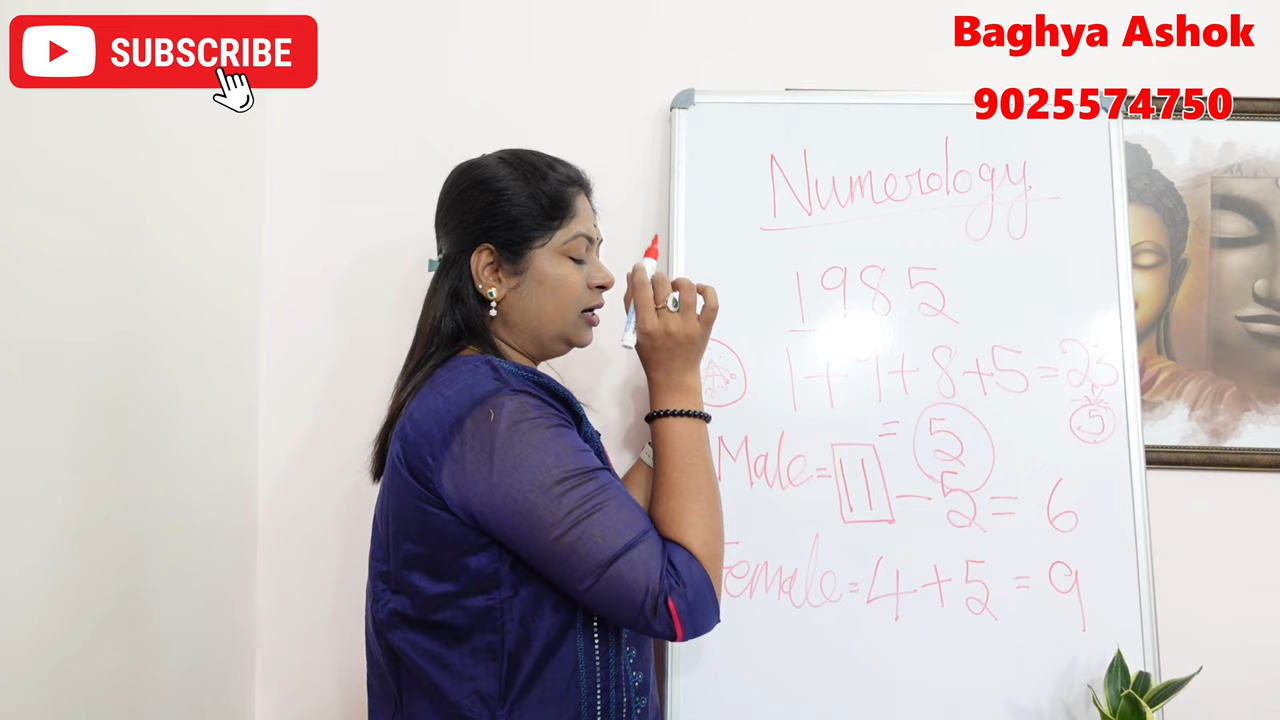 SUBSCRIBE
Baghya Ashok
9025574750
Numerology
1985
1+9+8+5=23
5
= 5
Male=11-5=6
Female=4+5=9